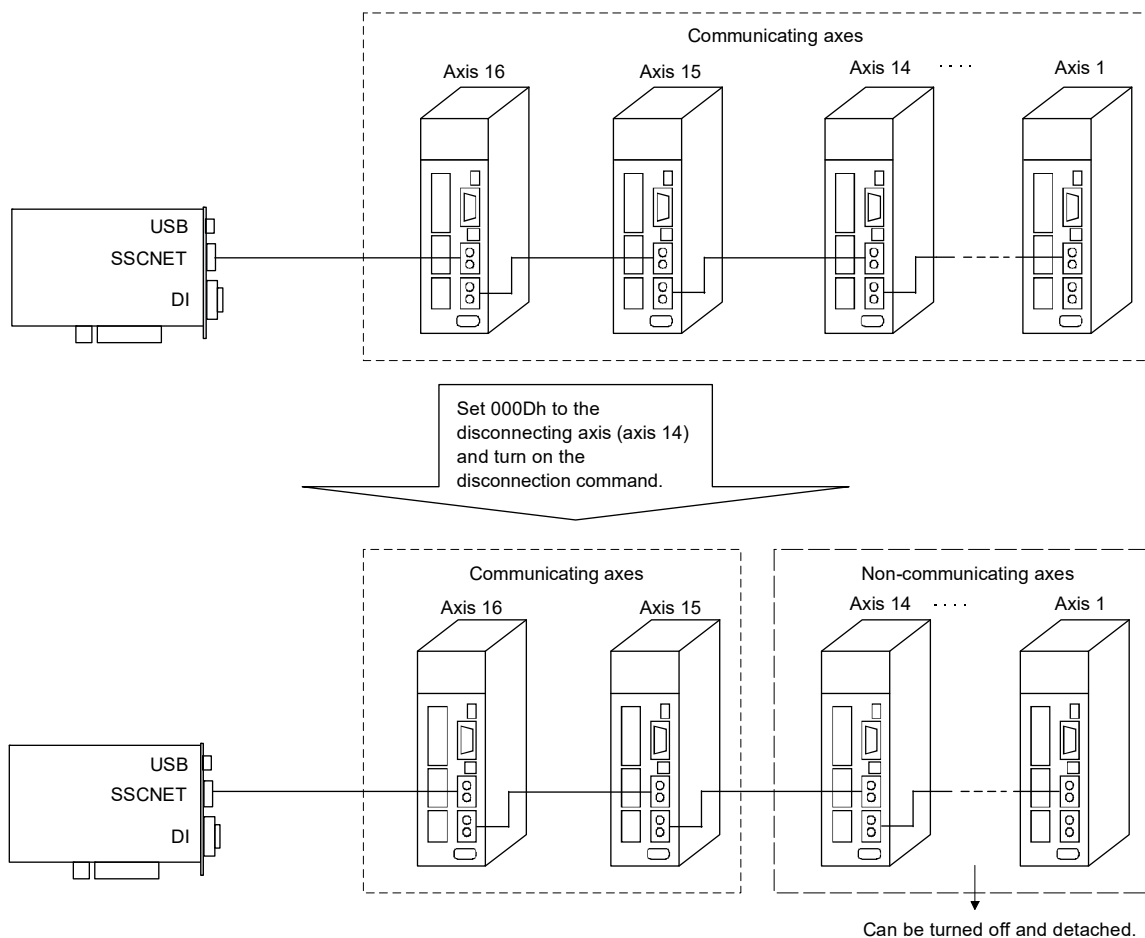 Communicating axes
Axis 16
Axis 15
Axis 14 ····
Axis 1
USB
SSCNET
DI
Set 000Dh to the
disconnecting axis (axis 14)
and turn on the
disconnection command.
Communicating axes
Non-communicating axes
Axis 16
Axis 15
Axis 14 ····
Axis 1
USB
SSCNET
DI
Can be turned off and detached.